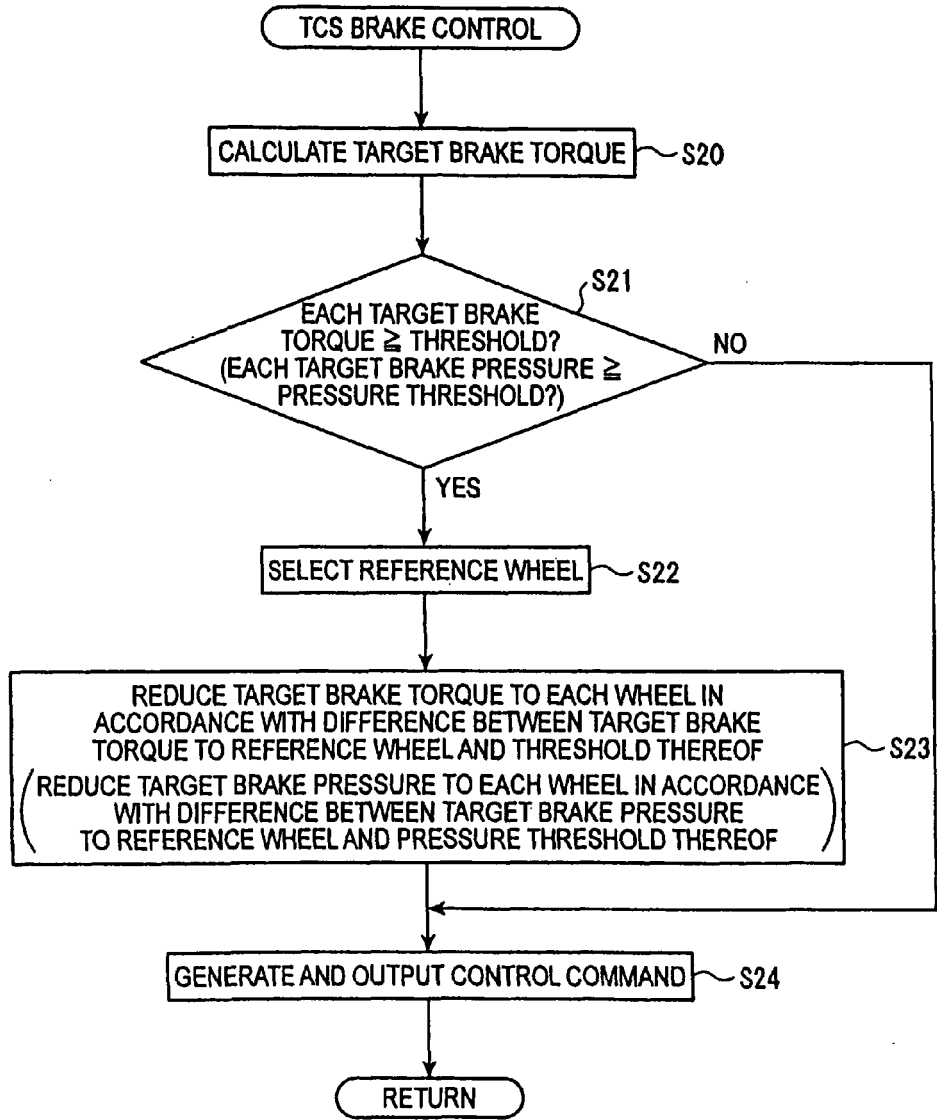 TCS BRAKE CONTROL
CALCULATE TARGET BRAKE TORQUE
S20
S21
EACH TARGET BRAKE
TORQUE ≧ THRESHOLD?
(EACH TARGET BRAKE PRESSURE ≧
PRESSURE THRESHOLD?)
NO
YES
SELECT REFERENCE WHEEL
S22
REDUCE TARGET BRAKE TORQUE TO EACH WHEEL IN
ACCORDANCE WITH DIFFERENCE BETWEEN TARGET BRAKE
TORQUE TO REFERENCE WHEEL AND THRESHOLD THEREOF
S23
(REDUCE TARGET BRAKE PRESSURE TO EACH WHEEL IN ACCORDANCE
WITH DIFFERENCE BETWEEN TARGET BRAKE PRESSURE
TO REFERENCE WHEEL AND PRESSURE THRESHOLD THEREOF)
GENERATE AND OUTPUT CONTROL COMMAND
S24
RETURN